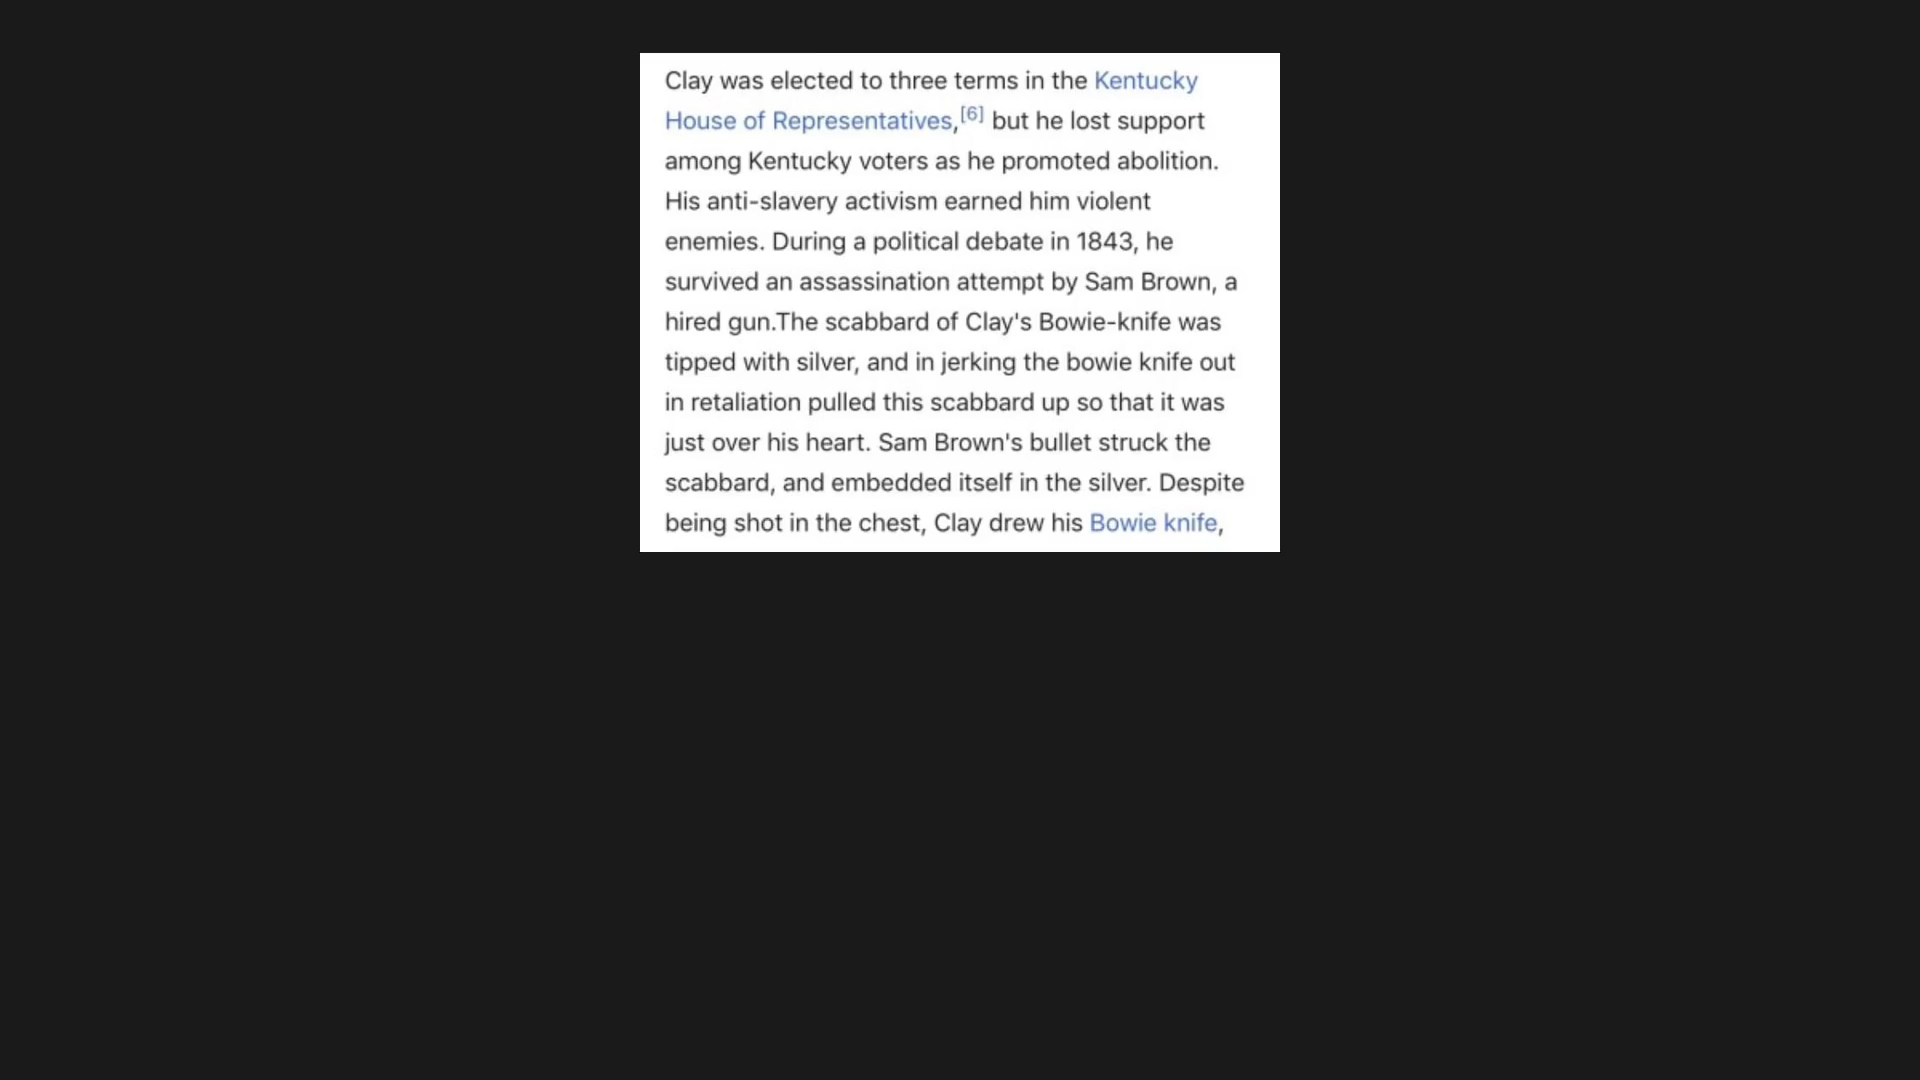 Clay was elected to three terms in the Kentucky
House of Representatives,[6] but he lost support
among Kentucky voters as he promoted abolition.
His anti-slavery activism earned him violent
enemies. During a political debate in 1843, he
survived an assassination attempt by Sam Brown, a
hired gun.The scabbard of Clay's Bowie-knife was
tipped with silver, and in jerking the bowie knife out
in retaliation pulled this scabbard up so that it was
just over his heart. Sam Brown's bullet struck the
scabbard, and embedded itself in the silver. Despite
being shot in the chest, Clay drew his Bowie knife,